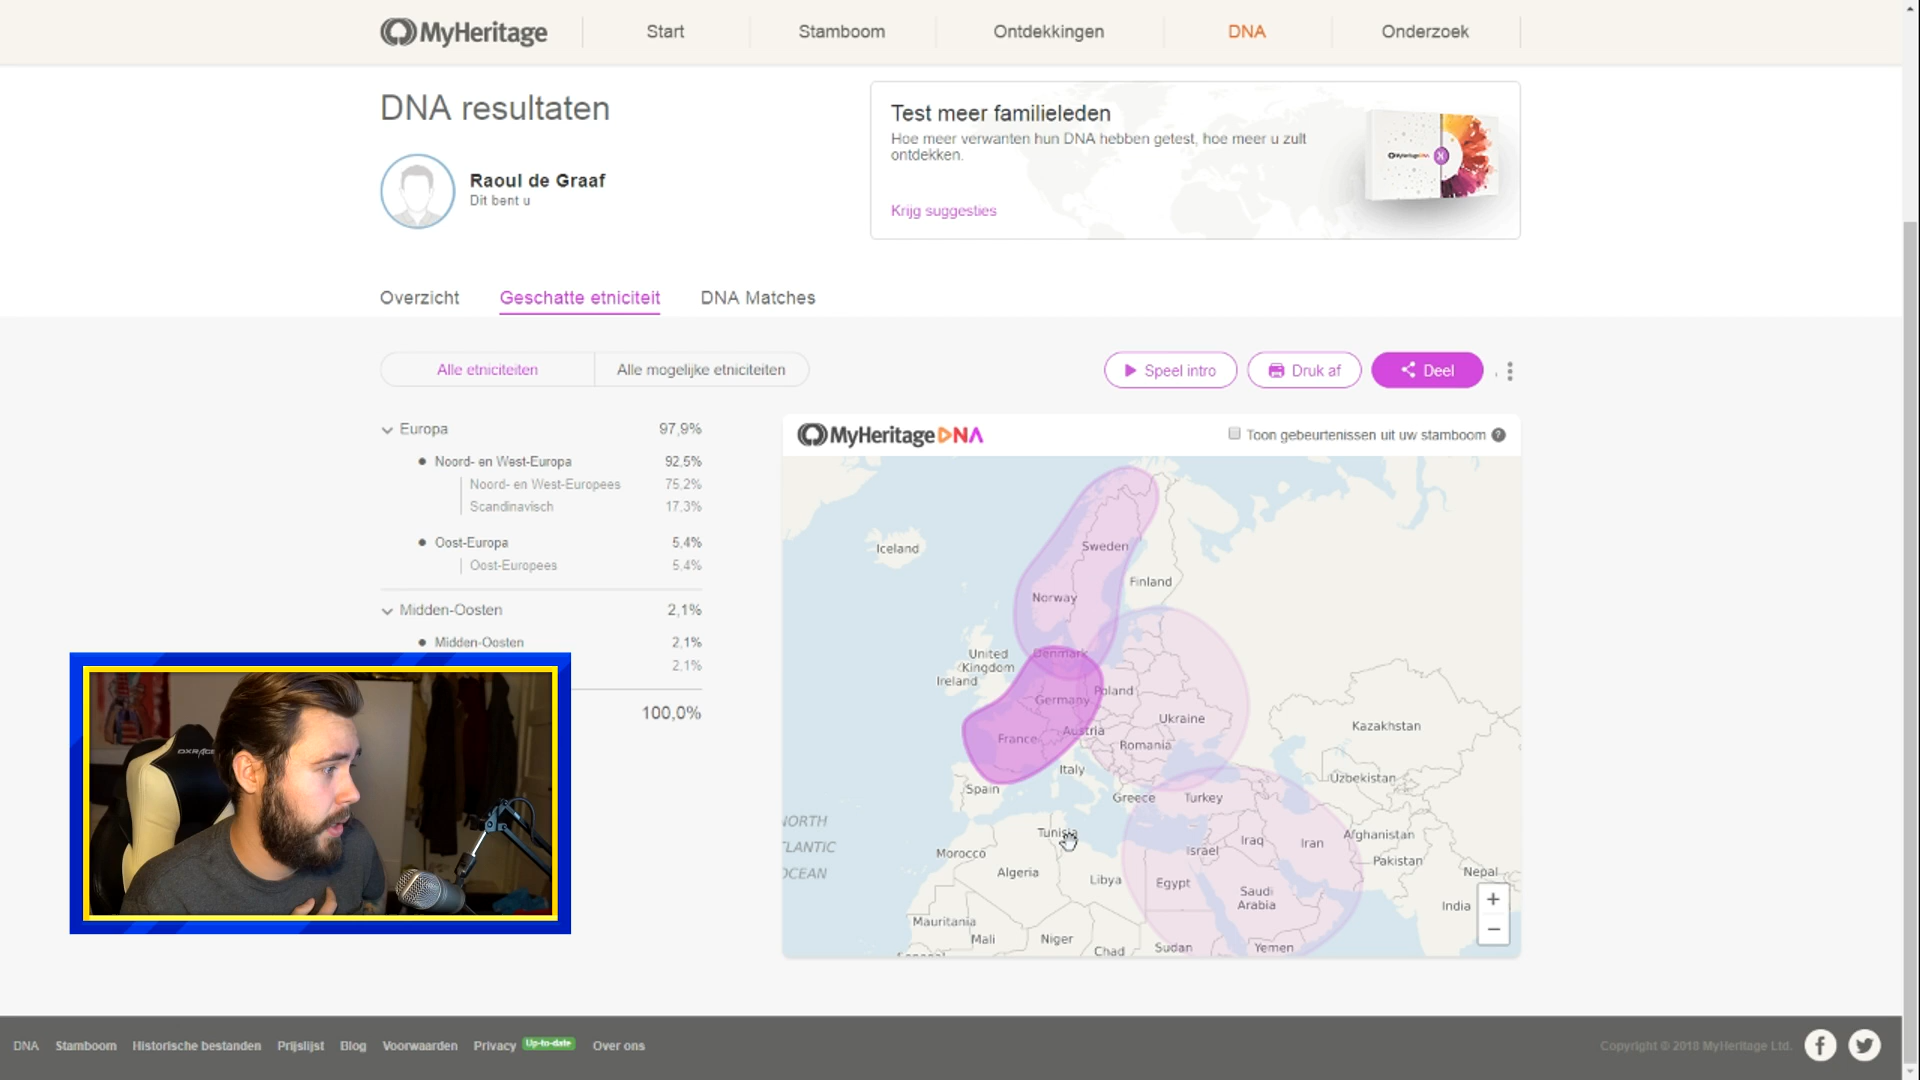 MyHeritage
Start
Stamboom
Ontdekkingen
DNA
Onderzoek
DNA resultaten
Raoul de Graaf
Dit bent u
Test meer familieleden
Hoe meer verwanten hun DNA hebben getest, hoe meer u zult
ontdekken.
Krijg suggesties
MyHeritageDNA
Overzicht
Geschatte etniciteit
DNA Matches
Alle etniciteiten
Alle mogelijke etniciteiten
Speel intro
Druk af
Deel
Europa 97,9%
Noord- en West-Europa 92,5%
Noord- en West-Europees 75,2%
Scandinavisch 17,3%
Oost-Europa 5,4%
Oost-Europees 5,4%
Midden-Oosten 2,1%
Midden-Oosten 2,1%
2,1%
100,0%
DXRACE
MyHeritage DNA
Toon gebeurtenissen uit uw stamboom ?
Iceland
Sweden
Finland
Norway
United
Kingdom
Denmark
Ireland
Poland
Germany
Ukraine
Kazakhstan
Austria
France
Romania
Italy
Uzbekistan
Spain
Greece
Turkey
NORTH
ATLANTIC
OCEAN
Tunisia
Afghanistan
Iraq
Iran
Israel
Morocco
Pakistan
Algeria
Nepal
Libya
Egypt
Saudi
Arabia
India
Mauritania
Mali
Niger
Chad
Sudan
Yemen
+
−
DNA
Stamboom
Historische bestanden
Prijslijst
Blog
Voorwaarden
Privacy
Up-to-date
Over ons
Copyright © 2018 MyHeritage Ltd.